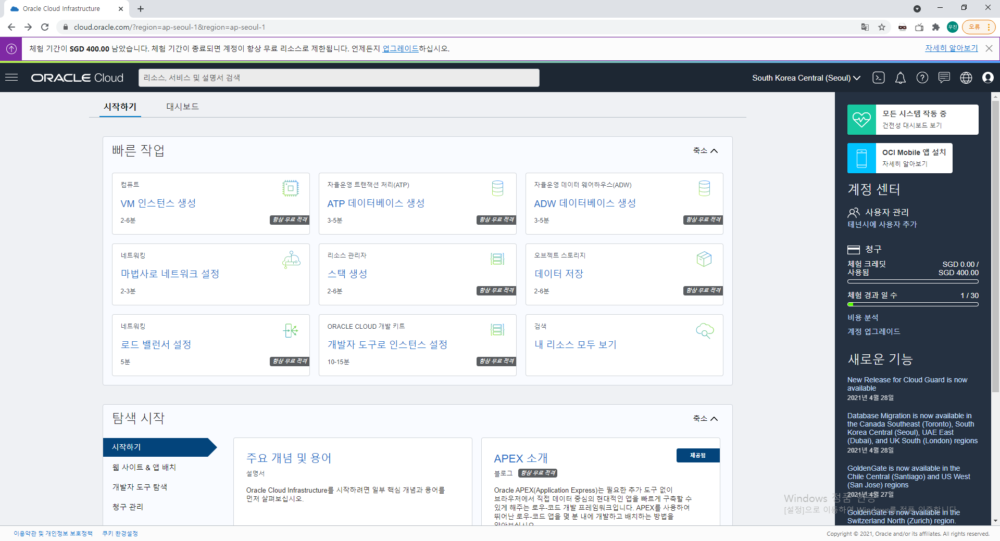 Oracle Cloud Infrastructure
cloud.oracle.com/?region=ap-seoul-1&region=ap-seoul-1
우진
오류
체험 기간이 SGD 400.00 남았습니다. 체험 기간이 종료되면 계정이 항상 무료 리소스로 제한됩니다. 언제든지 업그레이드하십시오.
자세히 알아보기
ORACLE Cloud
리소스, 서비스 및 설명서 검색
South Korea Central (Seoul)
시작하기
대시보드
빠른 작업
축소
컴퓨트
VM 인스턴스 생성
2-6분
항상 무료 적격
자율운영 트랜잭션 처리(ATP)
ATP 데이터베이스 생성
3-5분
항상 무료 적격
자율운영 데이터 웨어하우스(ADW)
ADW 데이터베이스 생성
3-5분
항상 무료 적격
네트워킹
마법사로 네트워크 설정
2-3분
리소스 관리자
스택 생성
2-6분
항상 무료 적격
오브젝트 스토리지
데이터 저장
2-6분
항상 무료 적격
네트워킹
로드 밸런서 설정
5분
항상 무료 적격
ORACLE CLOUD 개발 키트
개발자 도구로 인스턴스 설정
10-15분
항상 무료 적격
검색
내 리소스 모두 보기
탐색 시작
축소
시작하기
웹 사이트 & 앱 배치
개발자 도구 탐색
청구 관리
주요 개념 및 용어
설명서
Oracle Cloud Infrastructure를 시작하려면 일부 핵심 개념과 용어를
먼저 살펴보십시오.
APEX 소개
제공됨
블로그
항상 무료 적격
Oracle APEX(Application Express)는 필요한 추가 도구 없이
브라우저에서 직접 데이터 중심의 현대적인 앱을 빠르게 구축할 수
있게 해주는 로우-코드 개발 프레임워크입니다. APEX를 사용하여
뛰어난 로우-코드 앱을 몇 분 내에 개발하고 배치하는 방법을
알아보십시오.
모든 시스템 작동 중
건전성 대시보드 보기
OCI Mobile 앱 설치
자세히 알아보기
계정 센터
사용자 관리
테넌시에 사용자 추가
청구
체험 크레딧
사용됨
SGD 0.00 /
SGD 400.00
체험 경과 일 수
1 / 30
비용 분석
계정 업그레이드
새로운 기능
New Release for Cloud Guard is now
available
2021년 4월 28일
Database Migration is now available in
the Canada Southeast (Toronto), South
Korea Central (Seoul), UAE East
(Dubai), and UK South (London) regions
2021년 4월 28일
GoldenGate is now available in the
Chile Central (Santiago) and US West
(San Jose) regions
2021년 4월 27일
GoldenGate is now available in the
Switzerland North (Zurich) region.
Windows 정품 인증
[설정]으로 이동하여 Windows를 정품 인증합니다.
이용약관 및 개인정보 보호정책
쿠키 환경설정
Copyright © 2021, Oracle and/or its affiliates. All rights reserved.